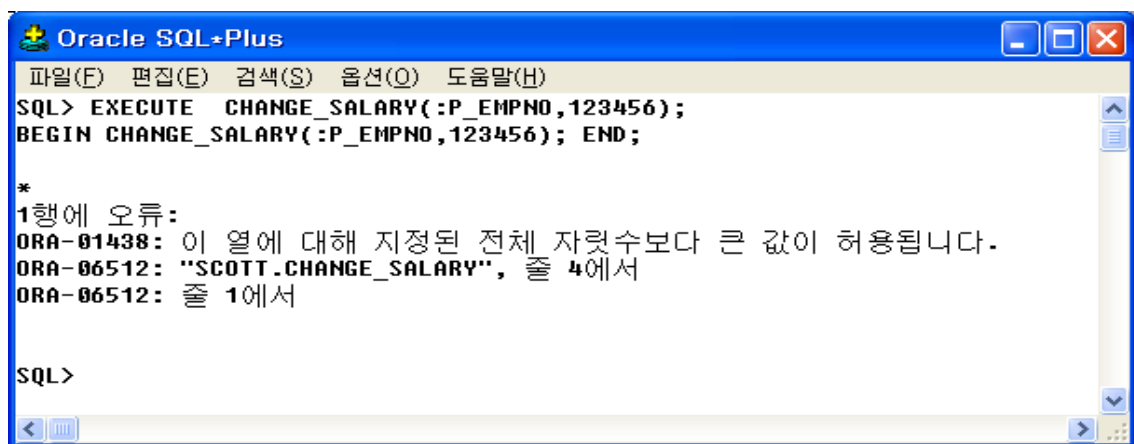 Oracle SQL*Plus
파일(F) 편집(E) 검색(S) 옵션(O) 도움말(H)
SQL> EXECUTE  CHANGE_SALARY(:P_EMPNO,123456);
BEGIN CHANGE_SALARY(:P_EMPNO,123456); END;
*
1행에 오류:
ORA-01438: 이 열에 대해 지정된 전체 자릿수보다 큰 값이 허용됩니다.
ORA-06512: "SCOTT.CHANGE_SALARY", 줄 4에서
ORA-06512: 줄 1에서
SQL>